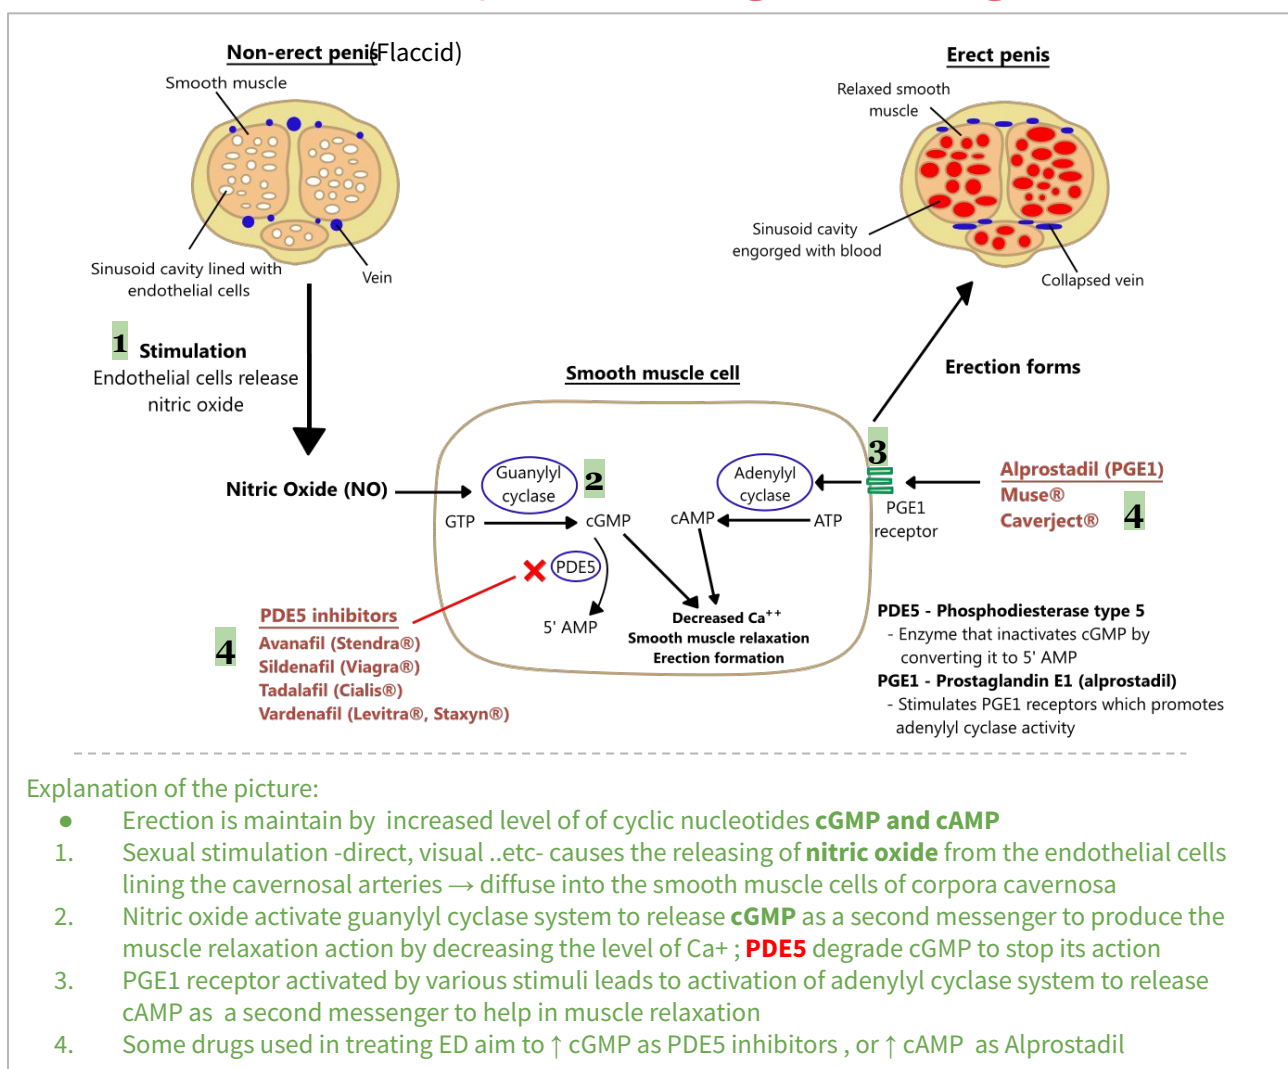 Non-erect penis(Flaccid)
Smooth muscle
Sinusoid cavity lined with
endothelial cells
Vein
Erect penis
Relaxed smooth
muscle
Sinusoid cavity
engorged with blood
Collapsed vein
1 Stimulation
Endothelial cells release
nitric oxide
Nitric Oxide (NO)
Smooth muscle cell
Guanylyl
cyclase
2
GTP
cGMP
PDE5
5' AMP
Adenylyl
cyclase
cAMP
ATP
Decreased Ca++
Smooth muscle relaxation
Erection formation
3
PGE1
receptor
Erection forms
Alprostadil (PGE1)
Muse®
Caverject®
4
4
PDE5 inhibitors
Avanafil (Stendra®)
Sildenafil (Viagra®)
Tadalafil (Cialis®)
Vardenafil (Levitra®, Staxyn®)
PDE5 - Phosphodiesterase type 5
- Enzyme that inactivates cGMP by
converting it to 5' AMP
PGE1 - Prostaglandin E1 (alprostadil)
- Stimulates PGE1 receptors which promotes
adenylyl cyclase activity
Explanation of the picture:
● Erection is maintain by increased level of of cyclic nucleotides cGMP and cAMP
1. Sexual stimulation -direct, visual ..etc- causes the releasing of nitric oxide from the endothelial cells
lining the cavernosal arteries → diffuse into the smooth muscle cells of corpora cavernosa
2. Nitric oxide activate guanylyl cyclase system to release cGMP as a second messenger to produce the
muscle relaxation action by decreasing the level of Ca+ ; PDE5 degrade cGMP to stop its action
3. PGE1 receptor activated by various stimuli leads to activation of adenylyl cyclase system to release
cAMP as a second messenger to help in muscle relaxation
4. Some drugs used in treating ED aim to ↑ cGMP as PDE5 inhibitors , or ↑ cAMP as Alprostadil